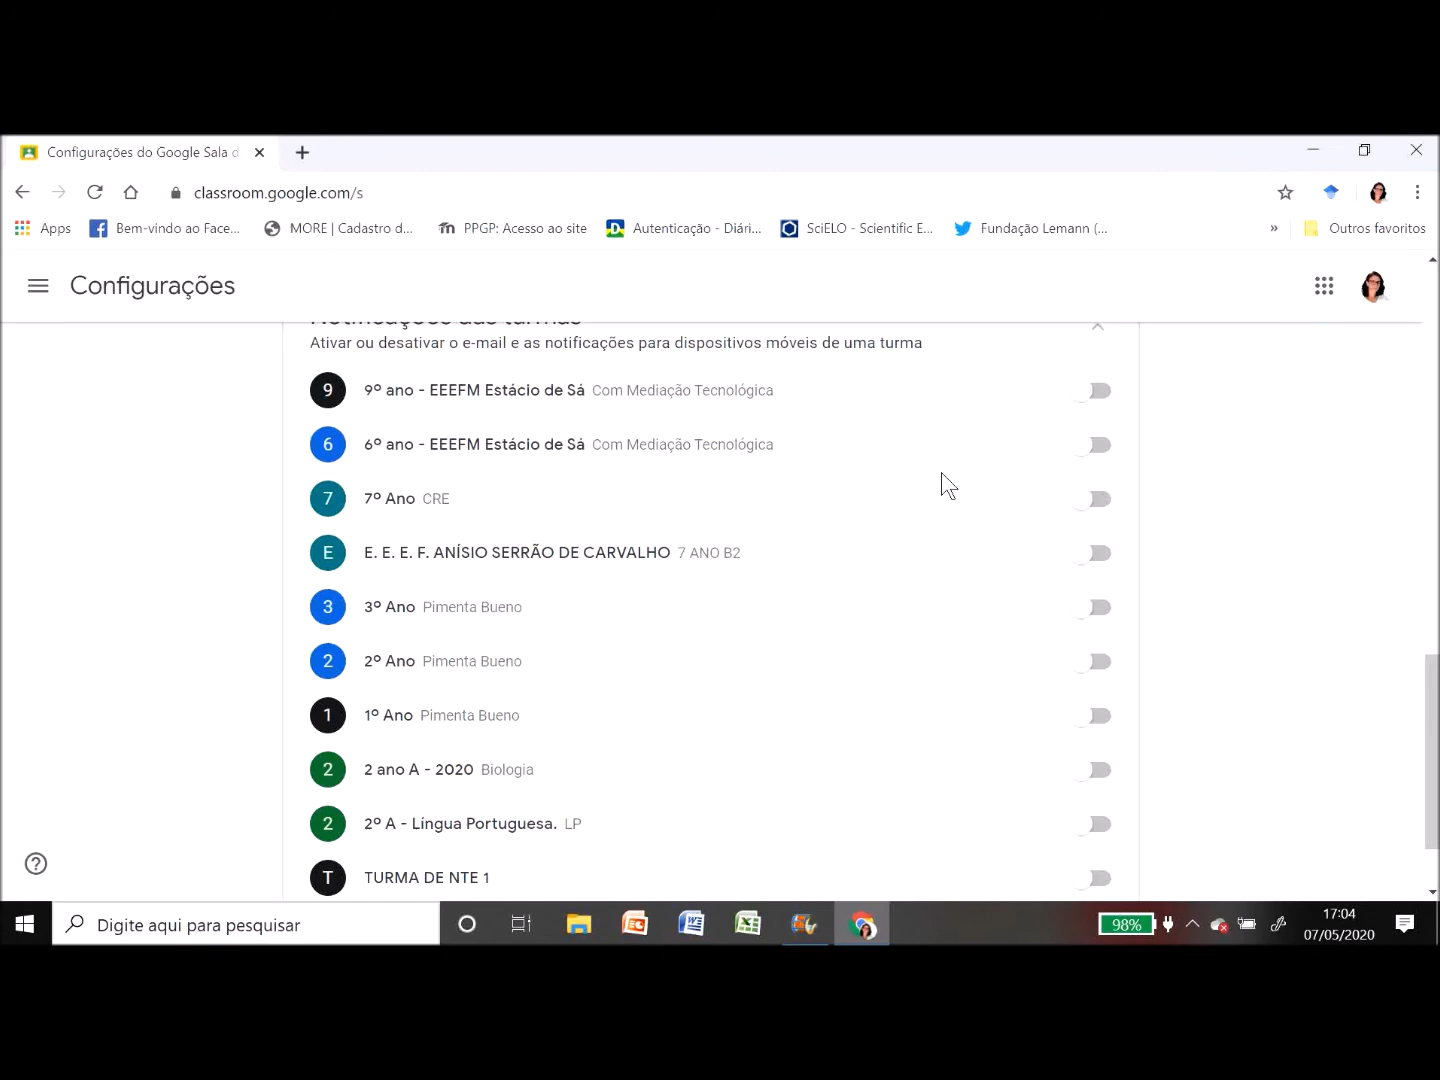 Configurações do Google Sala d
classroom.google.com/s
Apps
Bem-vindo ao Face...
MORE | Cadastro d...
PPGP: Acesso ao site
Autenticação - Diári...
SciELO - Scientific E...
Fundação Lemann (...
»
Outros favoritos
Configurações
Notificações das turmas
Ativar ou desativar o e-mail e as notificações para dispositivos móveis de uma turma
9 9º ano - EEEFM Estácio de Sá Com Mediação Tecnológica
6 6º ano - EEEFM Estácio de Sá Com Mediação Tecnológica
7 7º Ano CRE
E E. E. E. F. ANÍSIO SERRÃO DE CARVALHO 7 ANO B2
3 3º Ano Pimenta Bueno
2 2º Ano Pimenta Bueno
1 1º Ano Pimenta Bueno
2 2 ano A - 2020 Biologia
2 2º A - Língua Portuguesa. LP
T TURMA DE NTE 1
Digite aqui para pesquisar
98%
17:04
07/05/2020